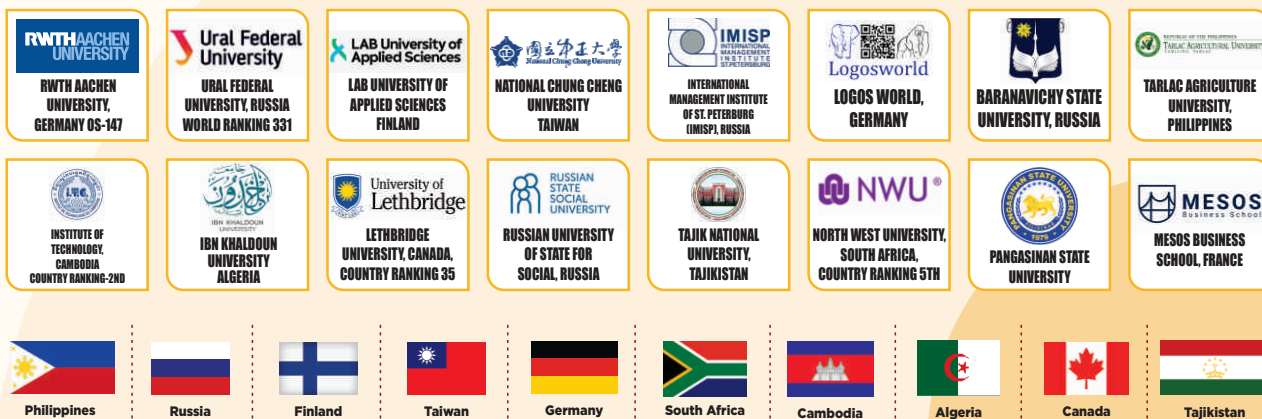 RWTH AACHEN
UNIVERSITY
RWTH AACHEN
UNIVERSITY,
GERMANY OS-147
Ural Federal
University
URAL FEDERAL
UNIVERSITY, RUSSIA
WORLD RANKING 331
LAB University of
Applied Sciences
LAB UNIVERSITY OF
APPLIED SCIENCES
FINLAND
國立中正大學
National Chung Cheng University
NATIONAL CHUNG CHENG
UNIVERSITY
TAIWAN
IMISP
INTERNATIONAL
MANAGEMENT
INSTITUTE
ST.PETERSBURG
INTERNATIONAL
MANAGEMENT INSTITUTE
OF ST. PETERBURG
(IMISP), RUSSIA
Logosworld
LOGOS WORLD,
GERMANY
BARANAVICHY STATE
UNIVERSITY, RUSSIA
REPUBLIC OF THE PHILIPPINES
TARLAC AGRICULTURAL UNIVERSITY
TARLAC AGRICULTURE
UNIVERSITY,
PHILIPPINES
I.T.C.
INSTITUTE OF
TECHNOLOGY,
CAMBODIA
COUNTRY RANKING-2ND
IBN KHALDOUN
UNIVERSITY
IBN KHALDOUN
UNIVERSITY
ALGERIA
University of
Lethbridge
LETHBRIDGE
UNIVERSITY, CANADA,
COUNTRY RANKING 35
RUSSIAN
STATE
SOCIAL
UNIVERSITY
RUSSIAN UNIVERSITY
OF STATE FOR
SOCIAL, RUSSIA
TAJIK NATIONAL
UNIVERSITY,
TAJIKISTAN
NWU®
NORTH WEST UNIVERSITY,
SOUTH AFRICA,
COUNTRY RANKING 5TH
PANGASINAN STATE UNIVERSITY
1979
PANGASINAN STATE
UNIVERSITY
MESOS
Business School
MESOS BUSINESS
SCHOOL, FRANCE
Philippines
Russia
Finland
Taiwan
Germany
South Africa
Cambodia
Algeria
Canada
Tajikistan